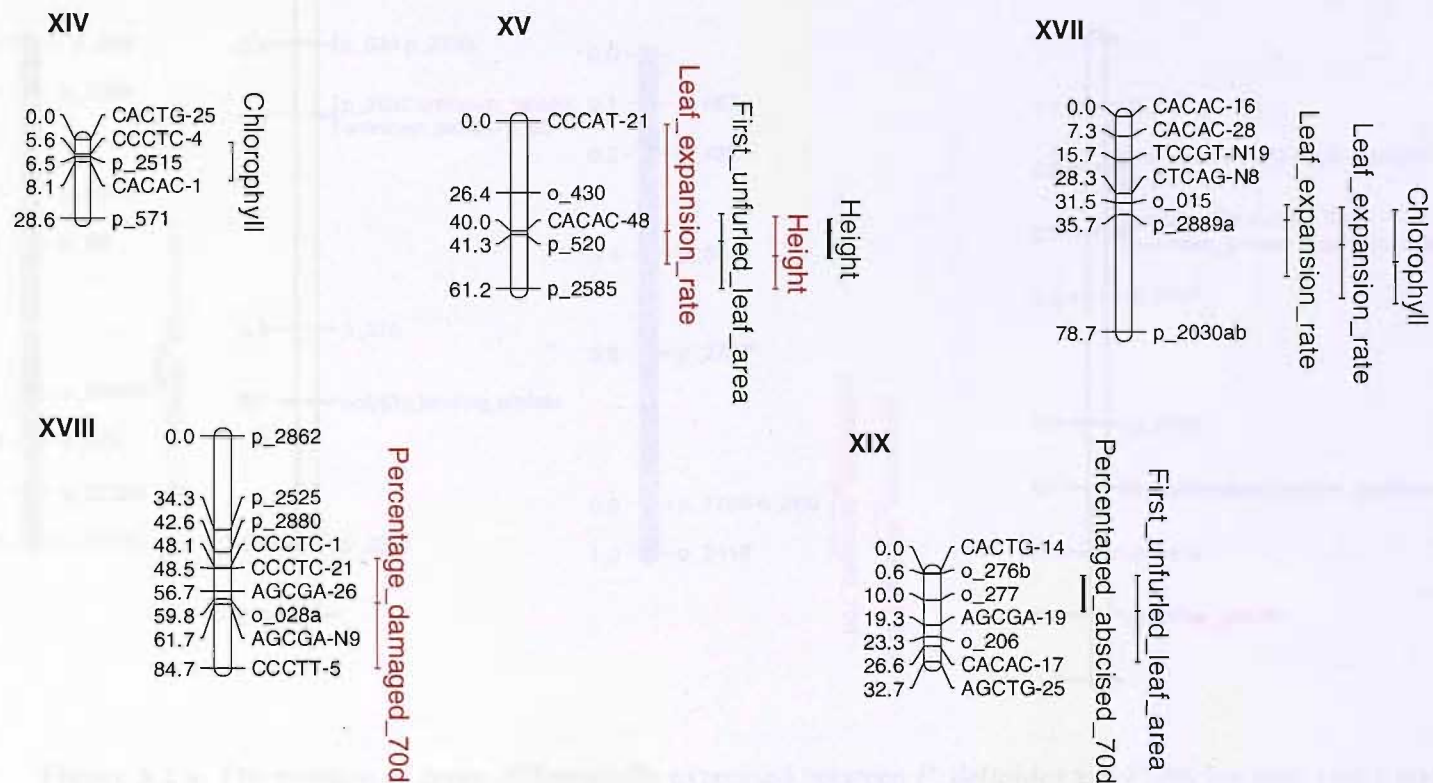 XIV
0.0 CACTG-25
5.6 CCCTC-4
6.5 p_2515
8.1 CACAC-1
28.6 p_571
Chlorophyll
XV
0.0 CCCAT-21
26.4 o_430
40.0 CACAC-48
41.3 p_520
61.2 p_2585
Leaf_expansion_rate
First_unfurled_leaf_area
Height
Height
XVII
0.0 CACAC-16
7.3 CACAC-28
15.7 TCCGT-N19
28.3 CTCAG-N8
31.5 o_015
35.7 p_2889a
78.7 p_2030ab
Leaf_expansion_rate
Leaf_expansion_rate
Chlorophyll
XVIII
0.0 p_2862
34.3 p_2525
42.6 p_2880
48.1 CCCTC-1
48.5 CCCTC-21
56.7 AGCGA-26
59.8 o_028a
61.7 AGCGA-N9
84.7 CCCTT-5
Percentage_damaged_70d
XIX
0.0 CACTG-14
0.6 o_276b
10.0 o_277
19.3 AGCGA-19
23.3 o_206
26.6 CACAC-17
32.7 AGCTG-25
Percentaged_abscised_70d
First_unfurled_leaf_area